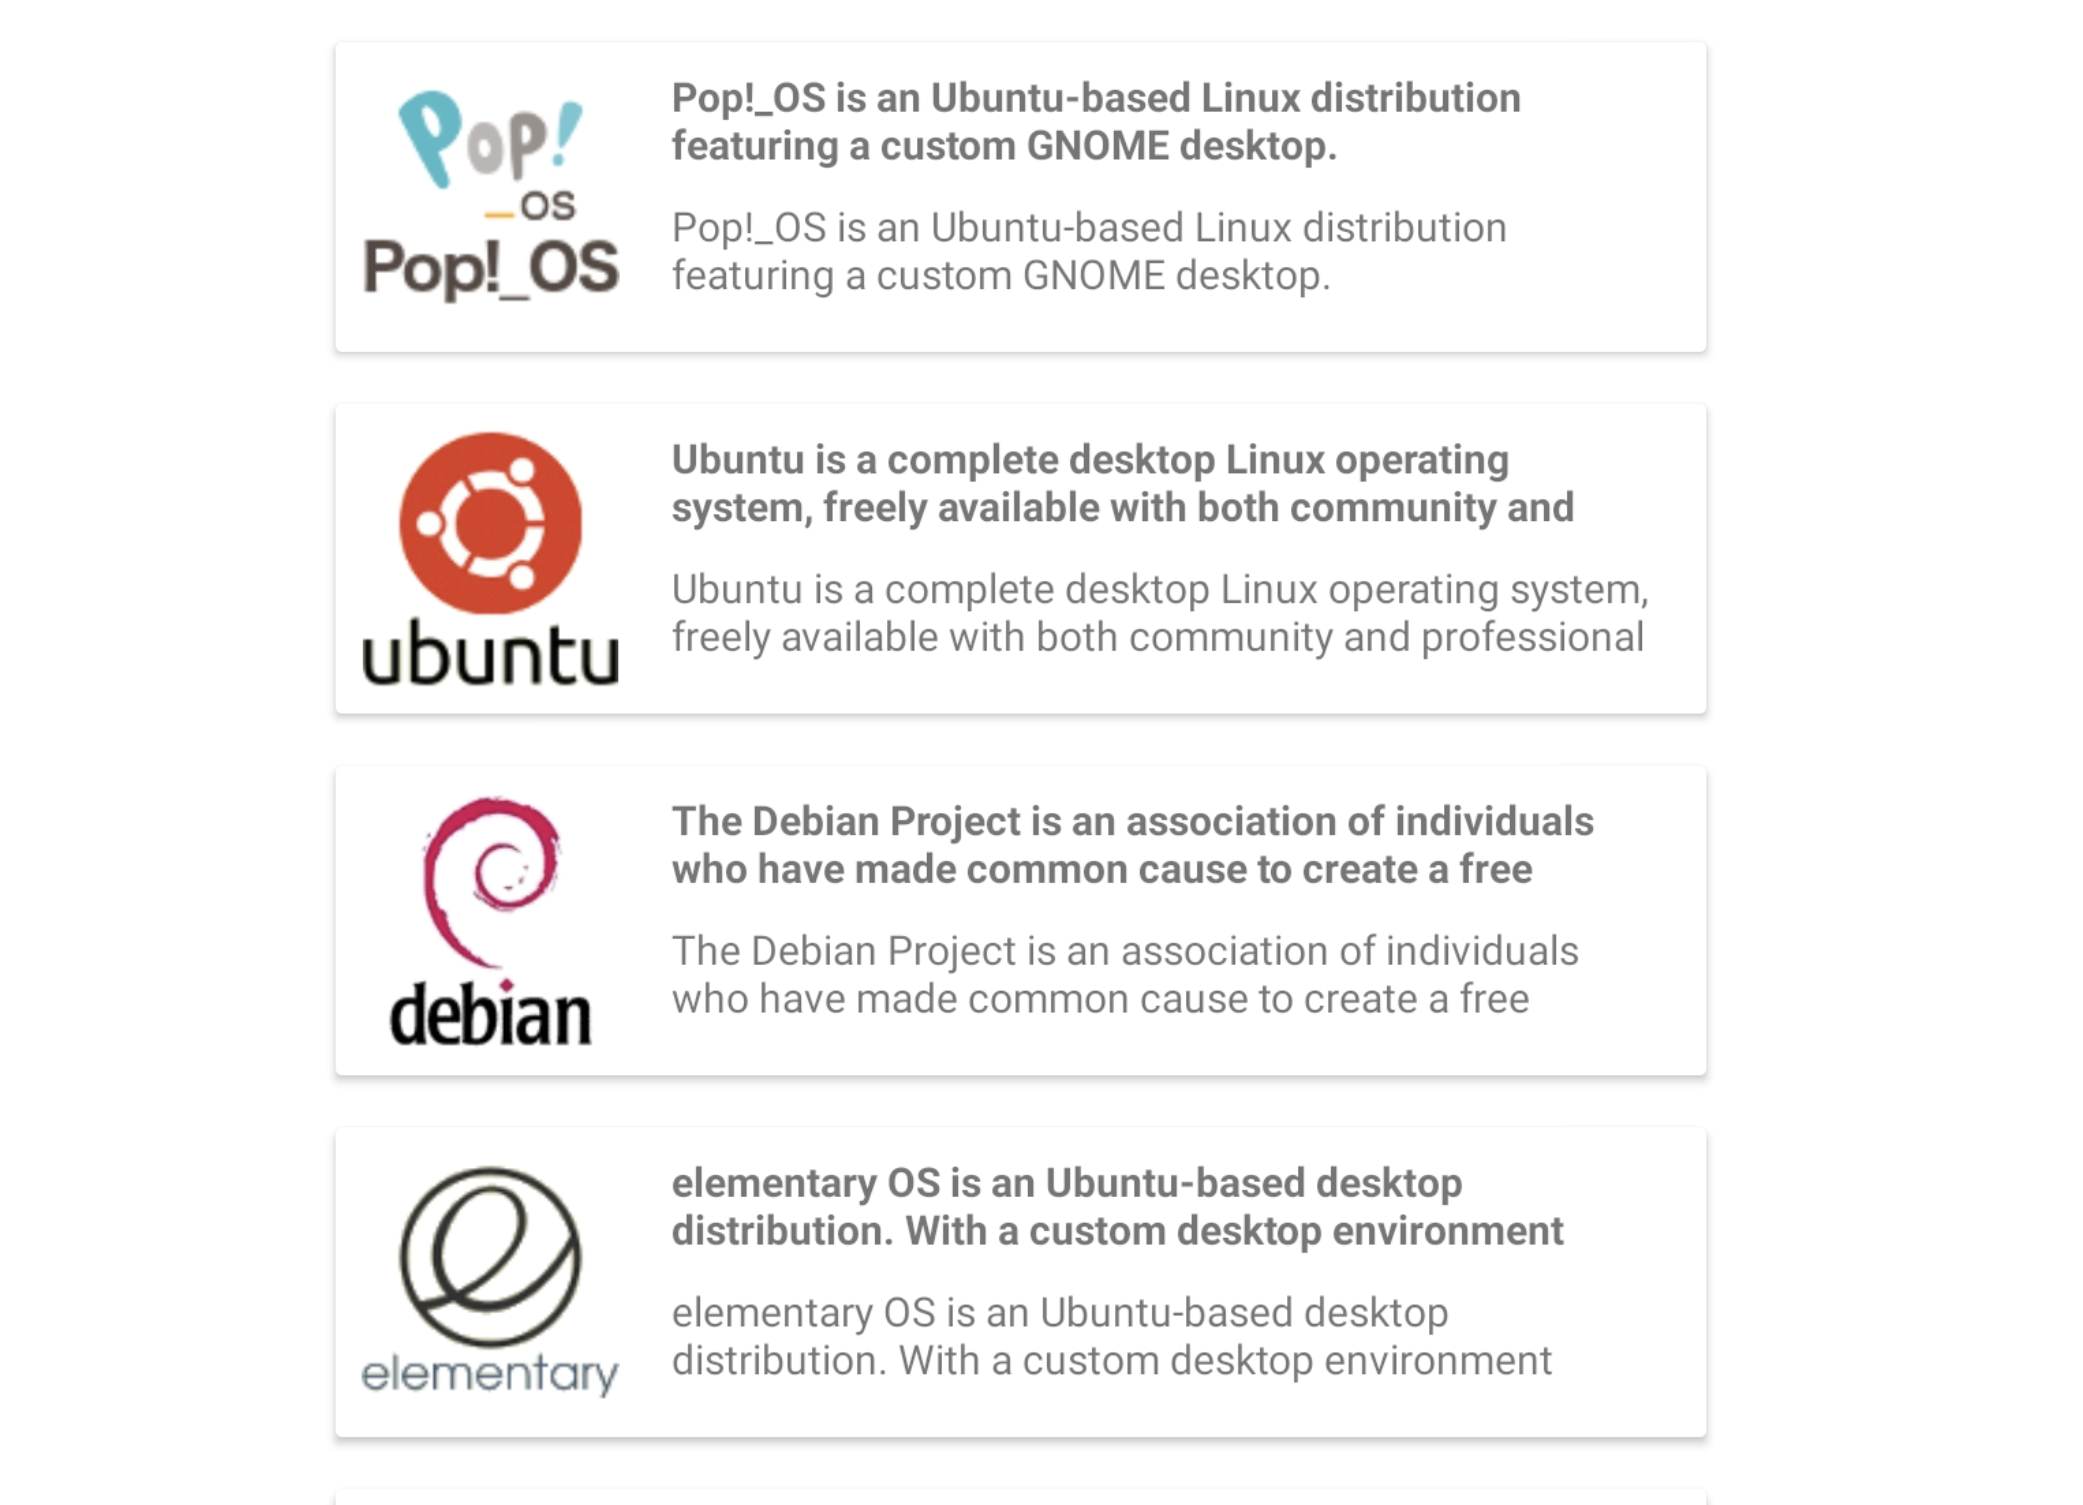 Pop!
_OS
Pop!_OS
Pop!_OS is an Ubuntu-based Linux distribution
featuring a custom GNOME desktop.
Pop!_OS is an Ubuntu-based Linux distribution
featuring a custom GNOME desktop.
ubuntu
Ubuntu is a complete desktop Linux operating
system, freely available with both community and
Ubuntu is a complete desktop Linux operating system,
freely available with both community and professional
debian
The Debian Project is an association of individuals
who have made common cause to create a free
The Debian Project is an association of individuals
who have made common cause to create a free
elementary
elementary OS is an Ubuntu-based desktop
distribution. With a custom desktop environment
elementary OS is an Ubuntu-based desktop
distribution. With a custom desktop environment